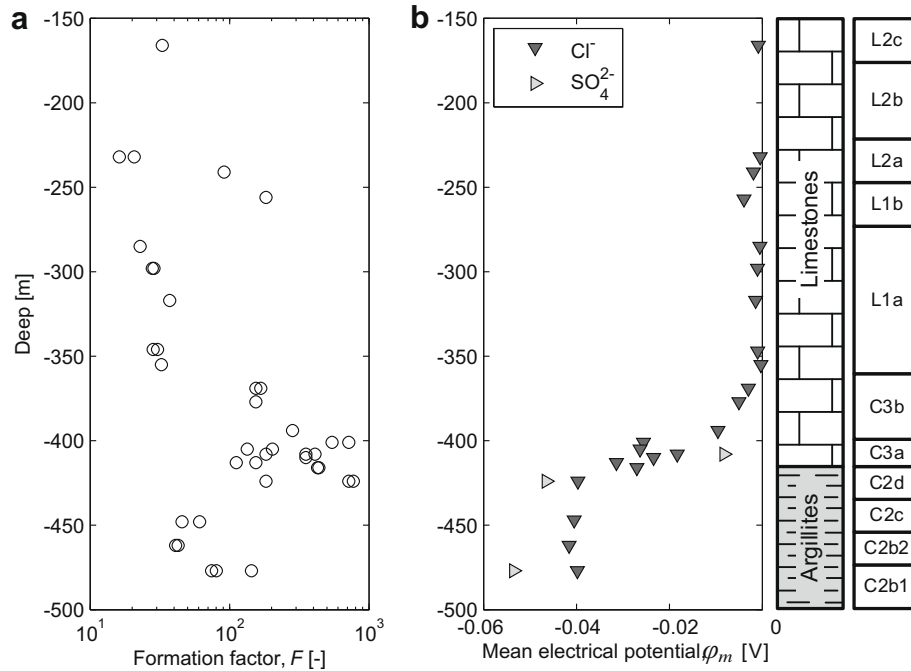 a
-150
-200
-250
-300
-350
-400
-450
-500
Deep [m]
10¹
10²
10³
Formation factor, F [-]
b
-150
-200
-250
-300
-350
-400
-450
-500
Cl⁻
SO₄²⁻
-0.06
-0.04
-0.02
0
Mean electrical potential,φₘ [V]
Limestones
Argillites
L2c
L2b
L2a
L1b
L1a
C3b
C3a
C2d
C2c
C2b2
C2b1